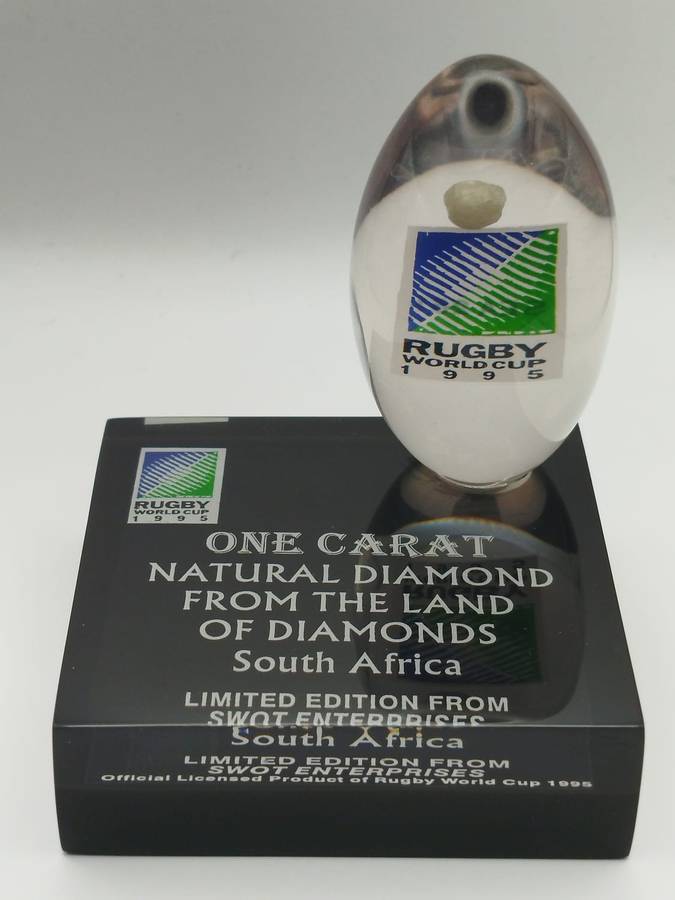 RUGBY
WORLD CUP
1995
RUGBY
WORLD CUP
1995
ONE CARAT
NATURAL DIAMOND
FROM THE LAND
OF DIAMONDS
South Africa
LIMITED EDITION FROM
SWOT ENTERPRISES
South Africa
LIMITED EDITION FROM
SWOT ENTERPRISES
Official Licensed Product of Rugby World Cup 1995